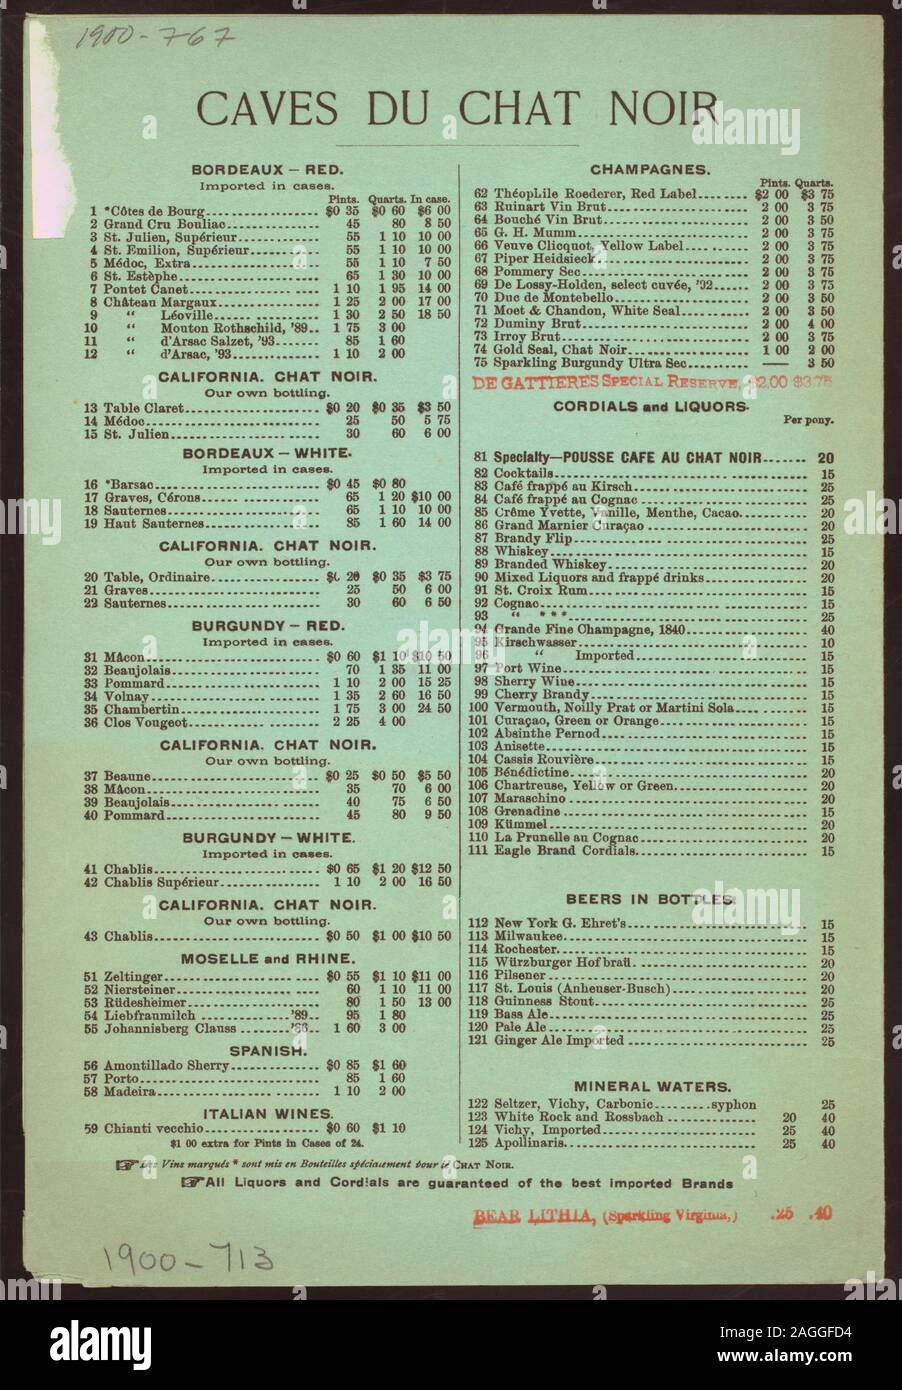 1900-767
CAVES DU CHAT NOIR
BORDEAUX — RED.
Imported in cases.
Pints. Quarts. In case.
1 *Côtes de Bourg $0 35 $0 60 $6 00
2 Grand Cru Bouliac 45 80 8 50
3 St. Julien, Supérieur 55 1 10 10 00
4 St. Emilion, Supérieur 55 1 10 10 00
5 Médoc, Extra 55 1 10 7 50
6 St. Estèphe 65 1 30 10 00
7 Pontet Canet 1 10 1 95 14 00
8 Château Margaux 1 25 2 00 17 00
9 “ Léoville 1 30 2 50 18 50
10 “ Mouton Rothschild, '89 1 75 3 00
11 “ d'Arsac Salzet, '93 85 1 60
12 “ d'Arsac, '93 1 10 2 00
CALIFORNIA. CHAT NOIR.
Our own bottling.
13 Table Claret $0 20 $0 35 $3 50
14 Médoc 25 50 5 75
15 St. Julien 30 60 6 00
BORDEAUX — WHITE.
Imported in cases.
16 *Barsac $0 45 $0 80
17 Graves, Cérons 65 1 20 $10 00
18 Sauternes 65 1 10 10 00
19 Haut Sauternes 85 1 60 14 00
CALIFORNIA. CHAT NOIR.
Our own bottling.
20 Table, Ordinaire $0 20 $0 35 $3 75
21 Graves 25 50 6 00
22 Sauternes 30 60 6 50
BURGUNDY — RED.
Imported in cases.
31 Mâcon $0 60 $1 10 $10 50
32 Beaujolais 70 1 35 11 00
33 Pommard 1 10 2 00 15 25
34 Volnay 1 35 2 60 16 50
35 Chambertin 1 75 3 00 24 50
36 Clos Vougeot 2 25 4 00
CALIFORNIA. CHAT NOIR.
Our own bottling.
37 Beaune $0 25 $0 50 $5 50
38 Mâcon 35 70 6 00
39 Beaujolais 40 75 6 50
40 Pommard 45 80 9 50
BURGUNDY — WHITE.
Imported in cases.
41 Chablis $0 65 $1 20 $12 50
42 Chablis Supérieur 1 10 2 00 16 50
CALIFORNIA. CHAT NOIR.
Our own bottling.
43 Chablis $0 50 $1 00 $10 50
MOSELLE and RHINE.
51 Zeltinger $0 55 $1 10 $11 00
52 Niersteiner 60 1 10 11 00
53 Rüdesheimer 80 1 50 13 00
54 Liebfraumilch '89 95 1 80
55 Johannisberg Clauss '86 1 60 3 00
SPANISH.
56 Amontillado Sherry $0 85 $1 60
57 Porto 85 1 60
58 Madeira 1 10 2 00
ITALIAN WINES.
59 Chianti vecchio $0 60 $1 10
$1 00 extra for Pints in Cases of 24.
CHAMPAGNES.
Pints. Quarts.
62 Théophile Roederer, Red Label $2 00 $3 75
63 Ruinart Vin Brut 2 00 3 75
64 Bouché Vin Brut 2 00 3 50
65 G. H. Mumm 2 00 3 75
66 Veuve Clicquot, Yellow Label 2 00 3 75
67 Piper Heidsieck 2 00 3 75
68 Pommery Sec 2 00 3 75
69 De Lossy-Holden, select cuvée, '92 2 00 3 75
70 Duc de Montebello 2 00 3 50
71 Moet & Chandon, White Seal 2 00 3 50
72 Duminy Brut 2 00 4 00
73 Irroy Brut 2 00 3 75
74 Gold Seal, Chat Noir 1 00 2 00
75 Sparkling Burgundy Ultra Sec — 3 50
DE GATTIERES SPECIAL RESERVE, $2,00 $3 75
CORDIALS and LIQUORS.
Per pony.
81 Specialty—POUSSE CAFE AU CHAT NOIR 20
82 Cocktails 15
83 Café frappé au Kirsch 25
84 Café frappé au Cognac 25
85 Crême Yvette, Vanille, Menthe, Cacao 20
86 Grand Marnier Curaçao 20
87 Brandy Flip 25
88 Whiskey 15
89 Branded Whiskey 20
90 Mixed Liquors and frappé drinks 20
91 St. Croix Rum 15
92 Cognac 15
93 “ * * * 25
94 Grande Fine Champagne, 1840 40
95 Kirschwasser 10
96 “ Imported 15
97 Port Wine 15
98 Sherry Wine 15
99 Cherry Brandy 15
100 Vermouth, Noilly Prat or Martini Sola 15
101 Curaçao, Green or Orange 15
102 Absinthe Pernod 15
103 Anisette 15
104 Cassis Rouvière 15
105 Bénédictine 20
106 Chartreuse, Yellow or Green 20
107 Maraschino 20
108 Grenadine 15
109 Kümmel 20
110 La Prunelle au Cognac 20
111 Eagle Brand Cordials 15
BEERS IN BOTTLES.
112 New York G. Ehret's 15
113 Milwaukee 15
114 Rochester 15
115 Würzburger Hofbraü 20
116 Pilsener 20
117 St. Louis (Anheuser-Busch) 20
118 Guinness Stout 25
119 Bass Ale 25
120 Pale Ale 25
121 Ginger Ale Imported 25
MINERAL WATERS.
122 Seltzer, Vichy, Carbonic syphon 25
123 White Rock and Rossbach 20 40
124 Vichy, Imported 25 40
125 Apollinaris 25 40
Les Vins marqués * sont mis en Bouteilles spécialement pour le CHAT NOIR.
All Liquors and Cordials are guaranteed of the best imported Brands
BEAR LITHIA, (Sparkling Virginia,) .25 .40
1900-713
alamy
Image ID: 2AGGFD4
www.alamy.com